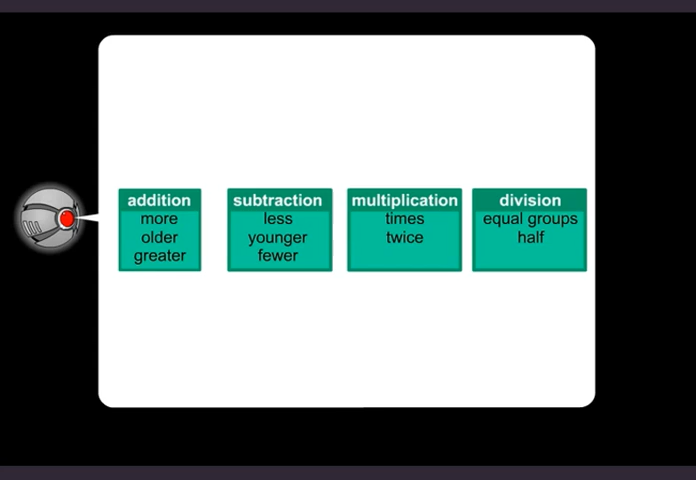 addition
more
older
greater
subtraction
less
younger
fewer
multiplication
times
twice
division
equal groups
half